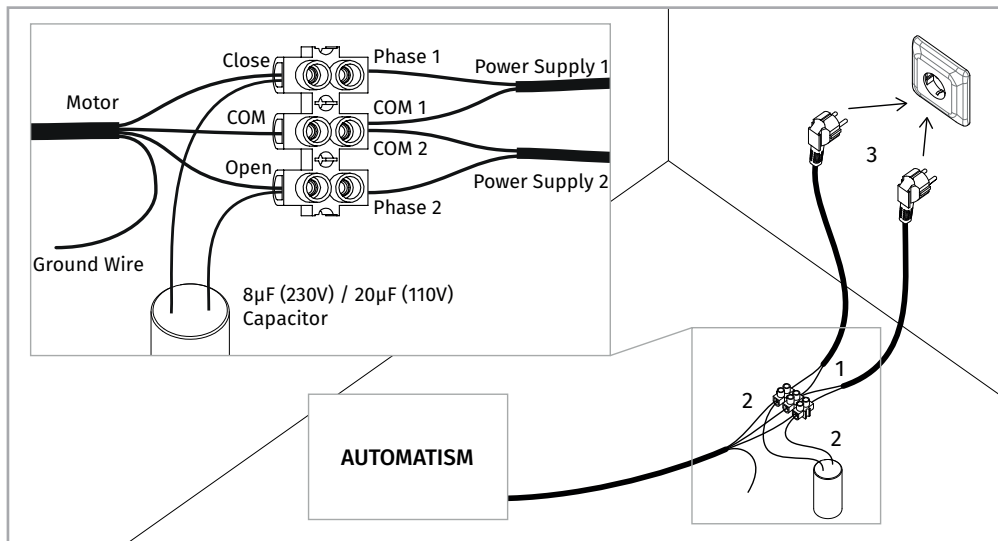 Close
Phase 1
Power Supply 1
Motor
COM
COM 1
COM 2
Open
Power Supply 2
Phase 2
Ground Wire
8µF (230V) / 20µF (110V)
Capacitor
3
1
2
2
AUTOMATISM